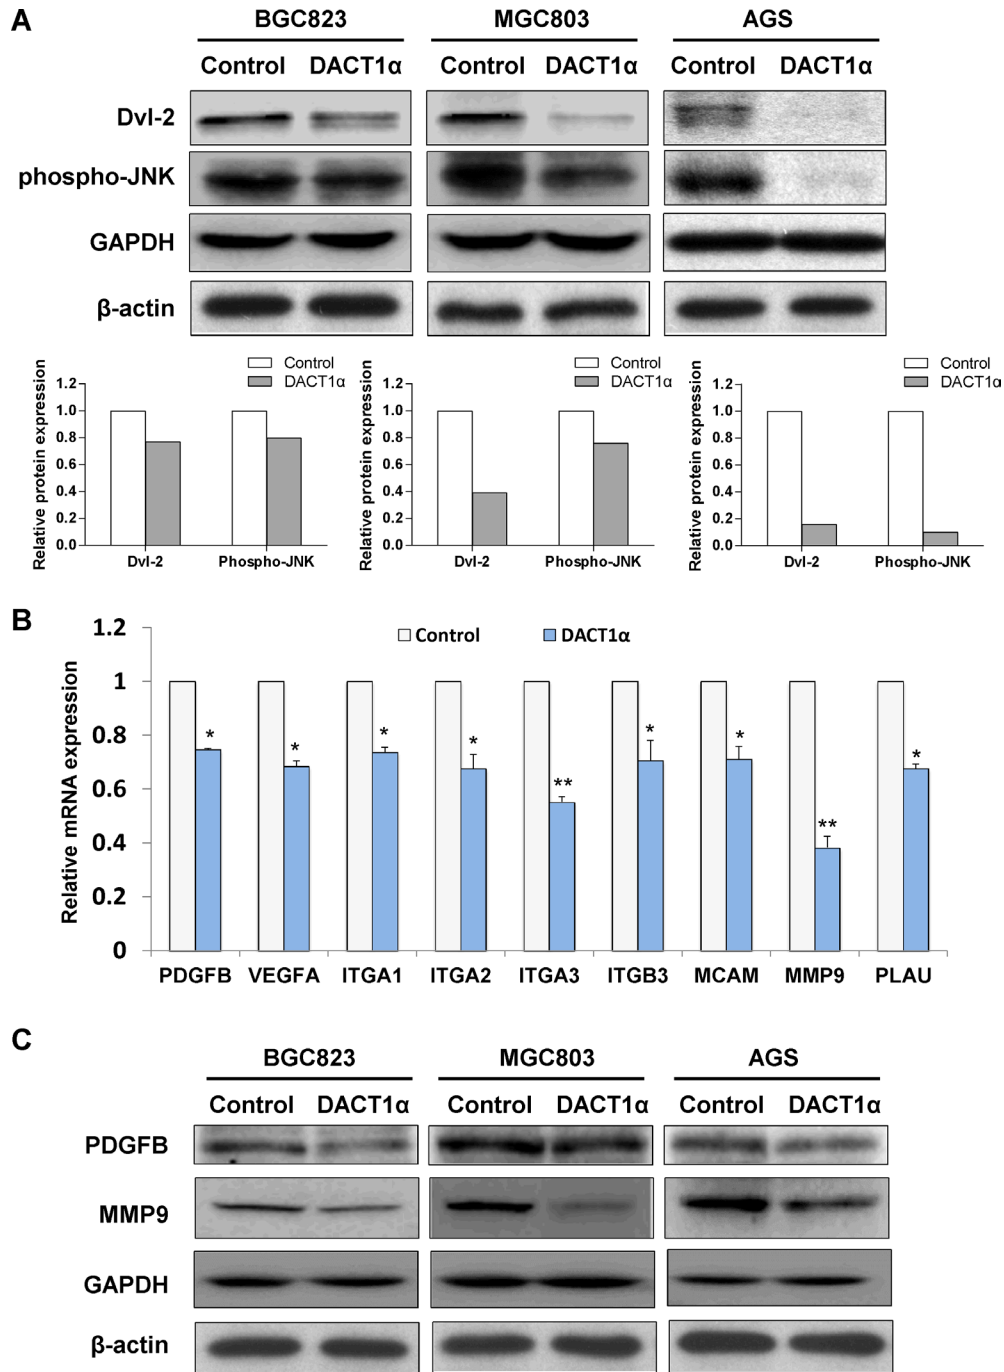 A
BGC823 MGC803 AGS
Control DACT1α Control DACT1α Control DACT1α
Dvl-2
phospho-JNK
GAPDH
β-actin
Control Control Control
DACT1α DACT1α DACT1α
Relative protein expression
1.2
1.0
0.8
0.6
0.4
0.2
0.0
Dvl-2 Phospho-JNK
Relative protein expression
1.2
1.0
0.8
0.6
0.4
0.2
0.0
Dvl-2 Phospho-JNK
Relative protein expression
1.2
1.0
0.8
0.6
0.4
0.2
0.0
Dvl-2 Phospho-JNK
B
Relative mRNA expression
1.2
1
0.8
0.6
0.4
0.2
0
Control DACT1α
* * * * ** * * ** *
PDGFB VEGFA ITGA1 ITGA2 ITGA3 ITGB3 MCAM MMP9 PLAU
C
BGC823 MGC803 AGS
Control DACT1α Control DACT1α Control DACT1α
PDGFB
MMP9
GAPDH
β-actin